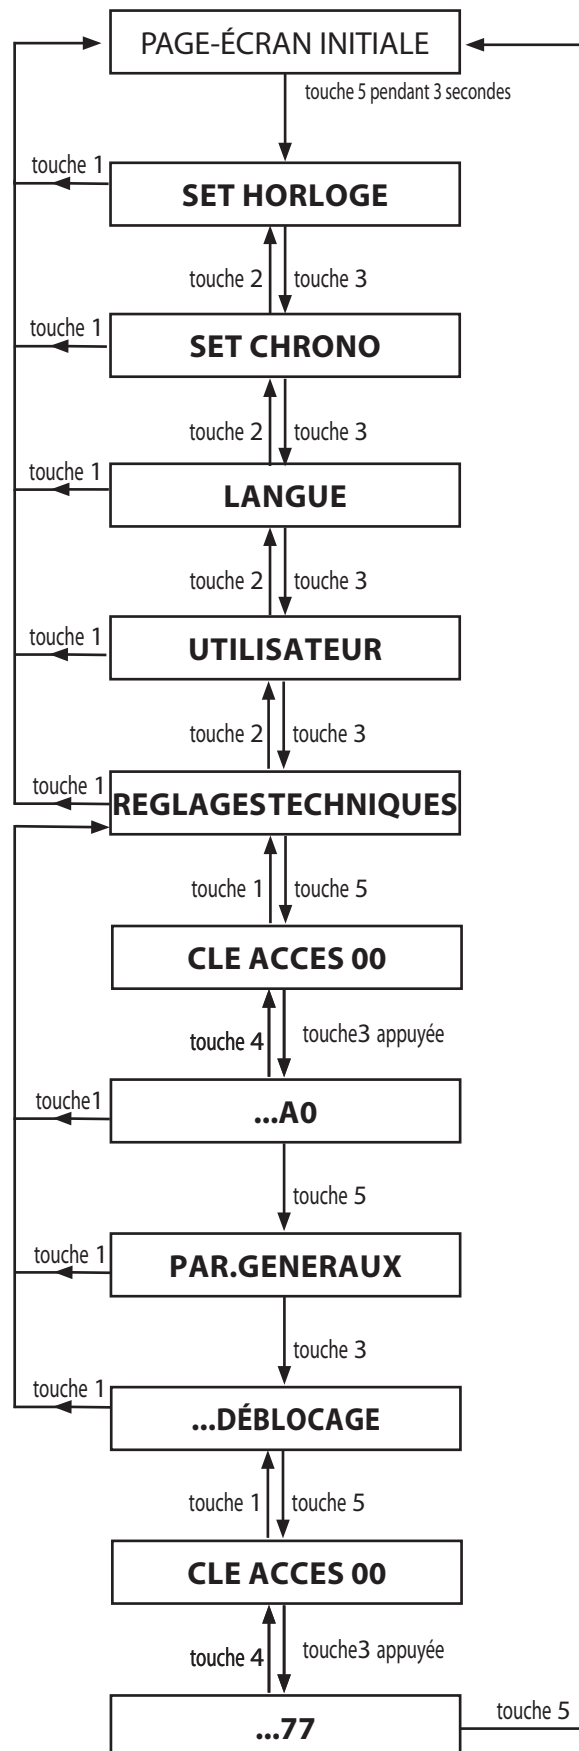 PAGE-ÉCRAN INITIALE
touche 5 pendant 3 secondes
touche 1
SET HORLOGE
touche 2 touche 3
touche 1
SET CHRONO
touche 2 touche 3
touche 1
LANGUE
touche 2 touche 3
touche 1
UTILISATEUR
touche 2 touche 3
touche 1
REGLAGESTECHNIQUES
touche 1 touche 5
CLE ACCES 00
touche 4 touche3 appuyée
touche1
...A0
touche 5
touche 1
PAR.GENERAUX
touche 3
touche 1
...DÉBLOCAGE
touche 1 touche 5
CLE ACCES 00
touche 4 touche3 appuyée
...77
touche 5